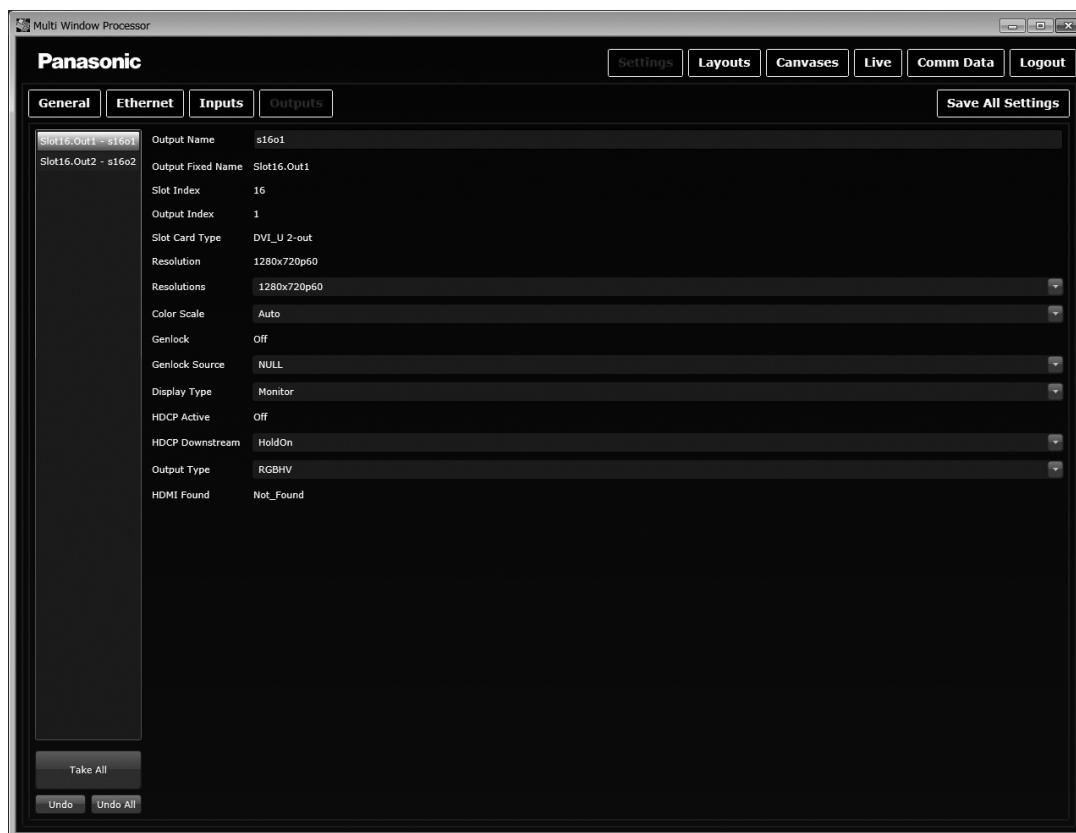 Multi Window Processor
Panasonic
Settings Layouts Canvases Live Comm Data Logout
General Ethernet Inputs Outputs Save All Settings
Slot16.Out1 - s16o1
Slot16.Out2 - s16o2
Output Name s16o1
Output Fixed Name Slot16.Out1
Slot Index 16
Output Index 1
Slot Card Type DVI_U 2-out
Resolution 1280x720p60
Resolutions 1280x720p60
Color Scale Auto
Genlock Off
Genlock Source NULL
Display Type Monitor
HDCP Active Off
HDCP Downstream HoldOn
Output Type RGBHV
HDMI Found Not_Found
Take All
Undo Undo All